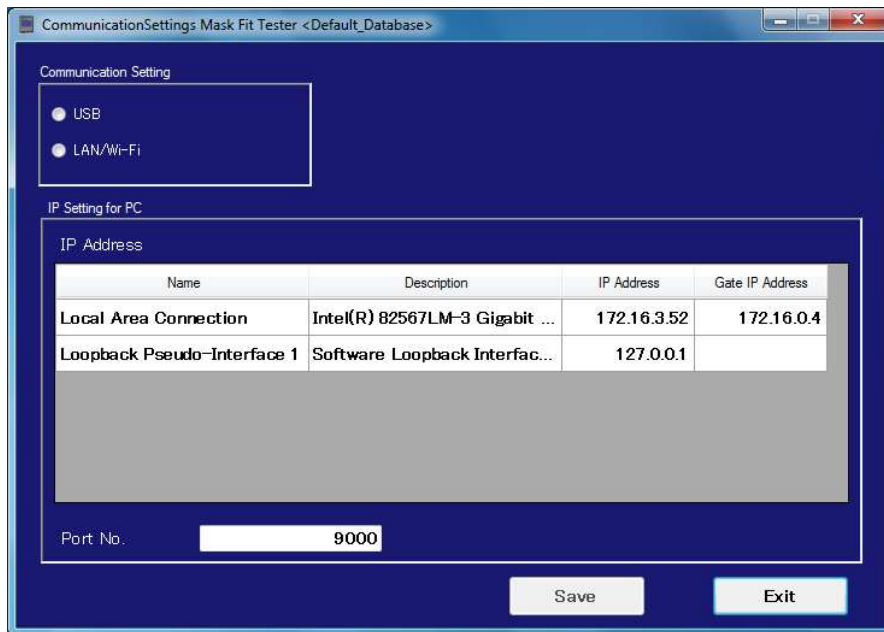 CommunicationSettings Mask Fit Tester <Default_Database>
Communication Setting
USB
LAN/Wi-Fi
IP Setting for PC
IP Address
Name Description IP Address Gate IP Address
Local Area Connection Intel(R) 82567LM-3 Gigabit ... 172.16.3.52 172.16.0.4
Loopback Pseudo-Interface 1 Software Loopback Interfac... 127.0.0.1
Port No. 9000
Save Exit